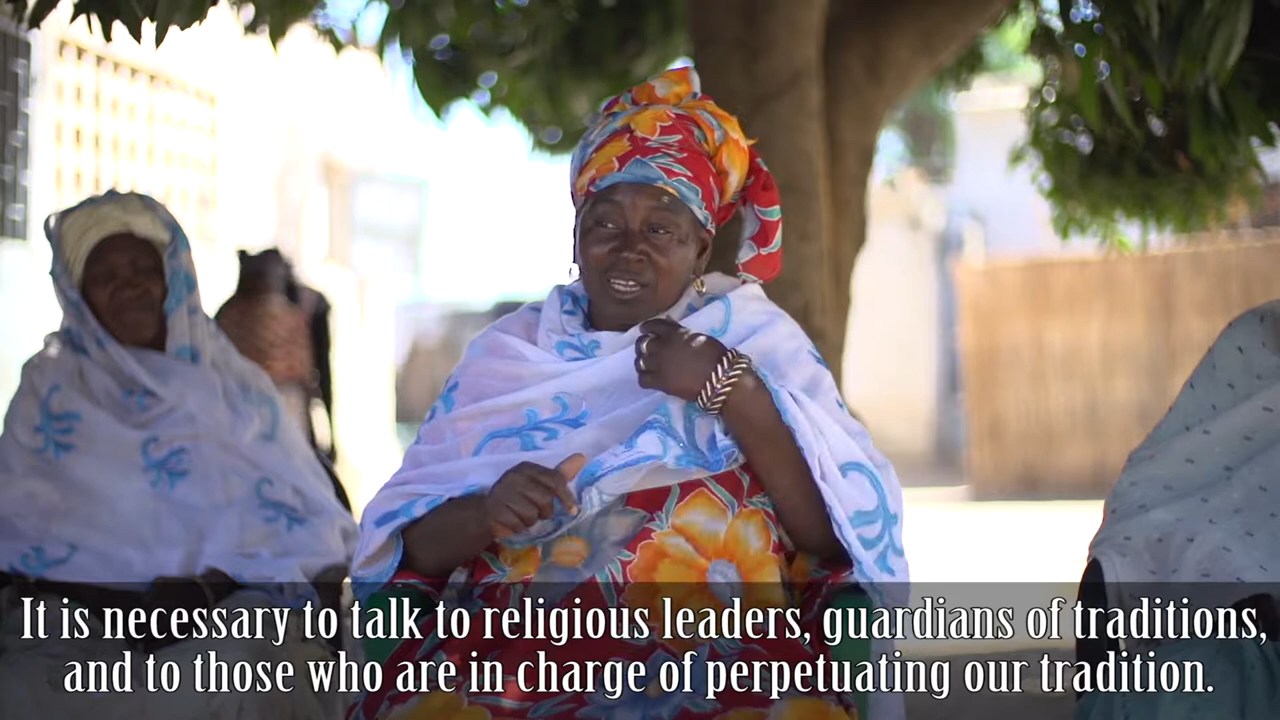 It is necessary to talk to religious leaders, guardians of traditions,
and to those who are in charge of perpetuating our tradition.